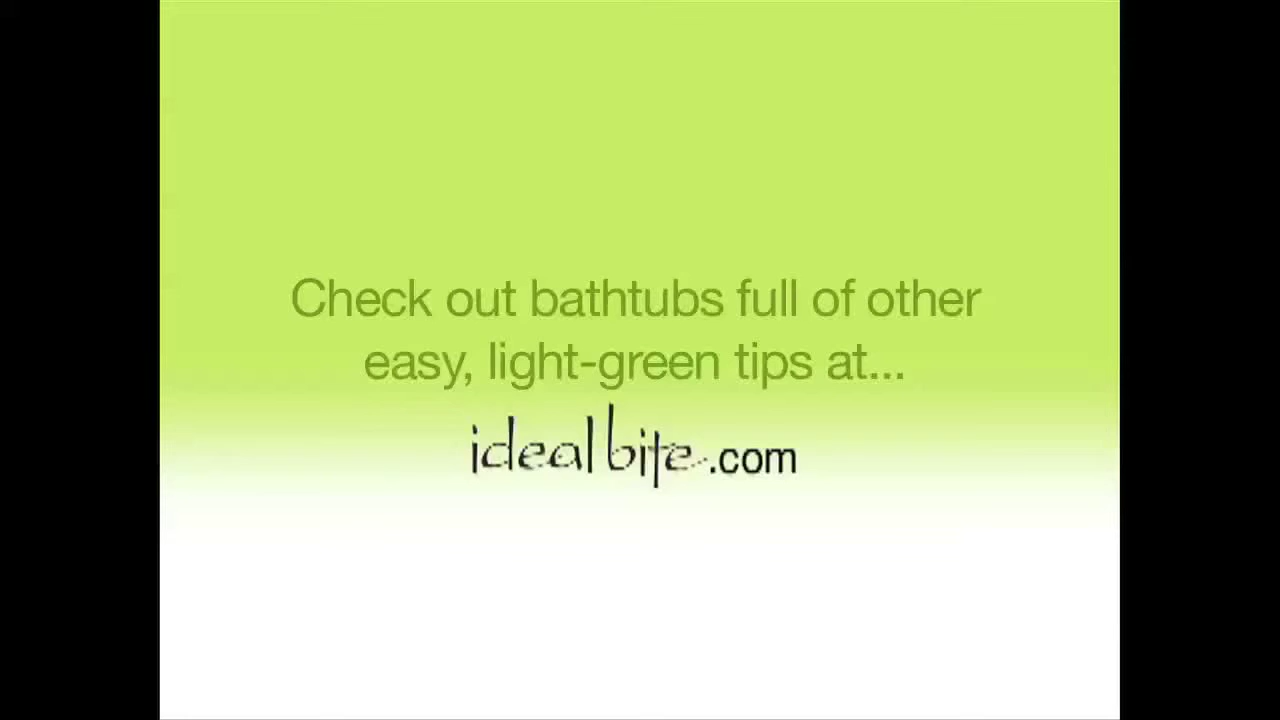 Check out bathtubs full of other
easy, light-green tips at...
idealbite.com